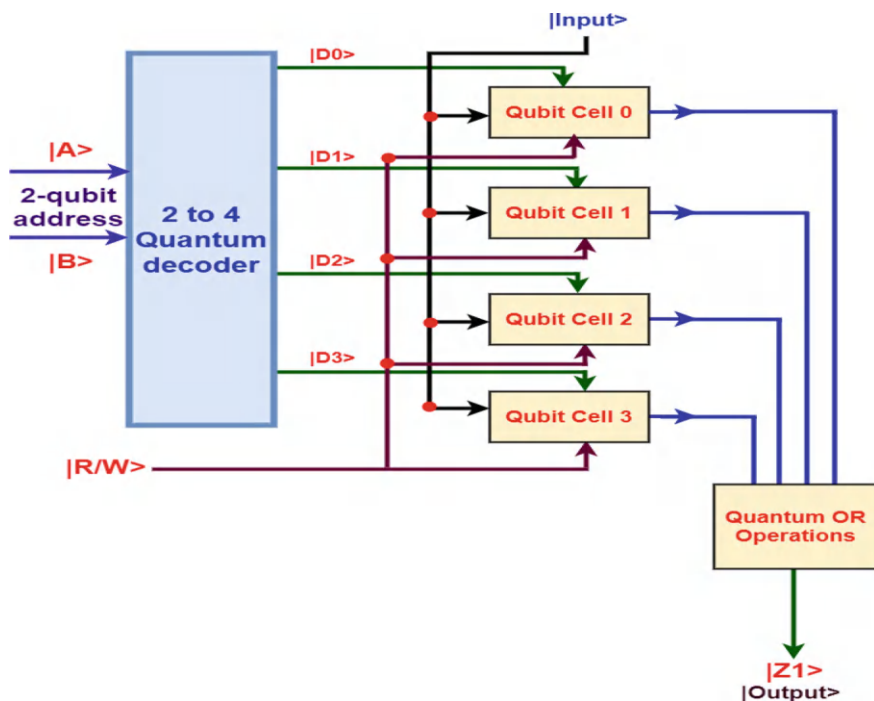 |Input>
|D0>
Qubit Cell 0
|A>
2-qubit
address
|B>
2 to 4
Quantum
decoder
|D1>
Qubit Cell 1
|D2>
Qubit Cell 2
|D3>
Qubit Cell 3
|R/W>
Quantum OR
Operations
|Z1>
|Output>